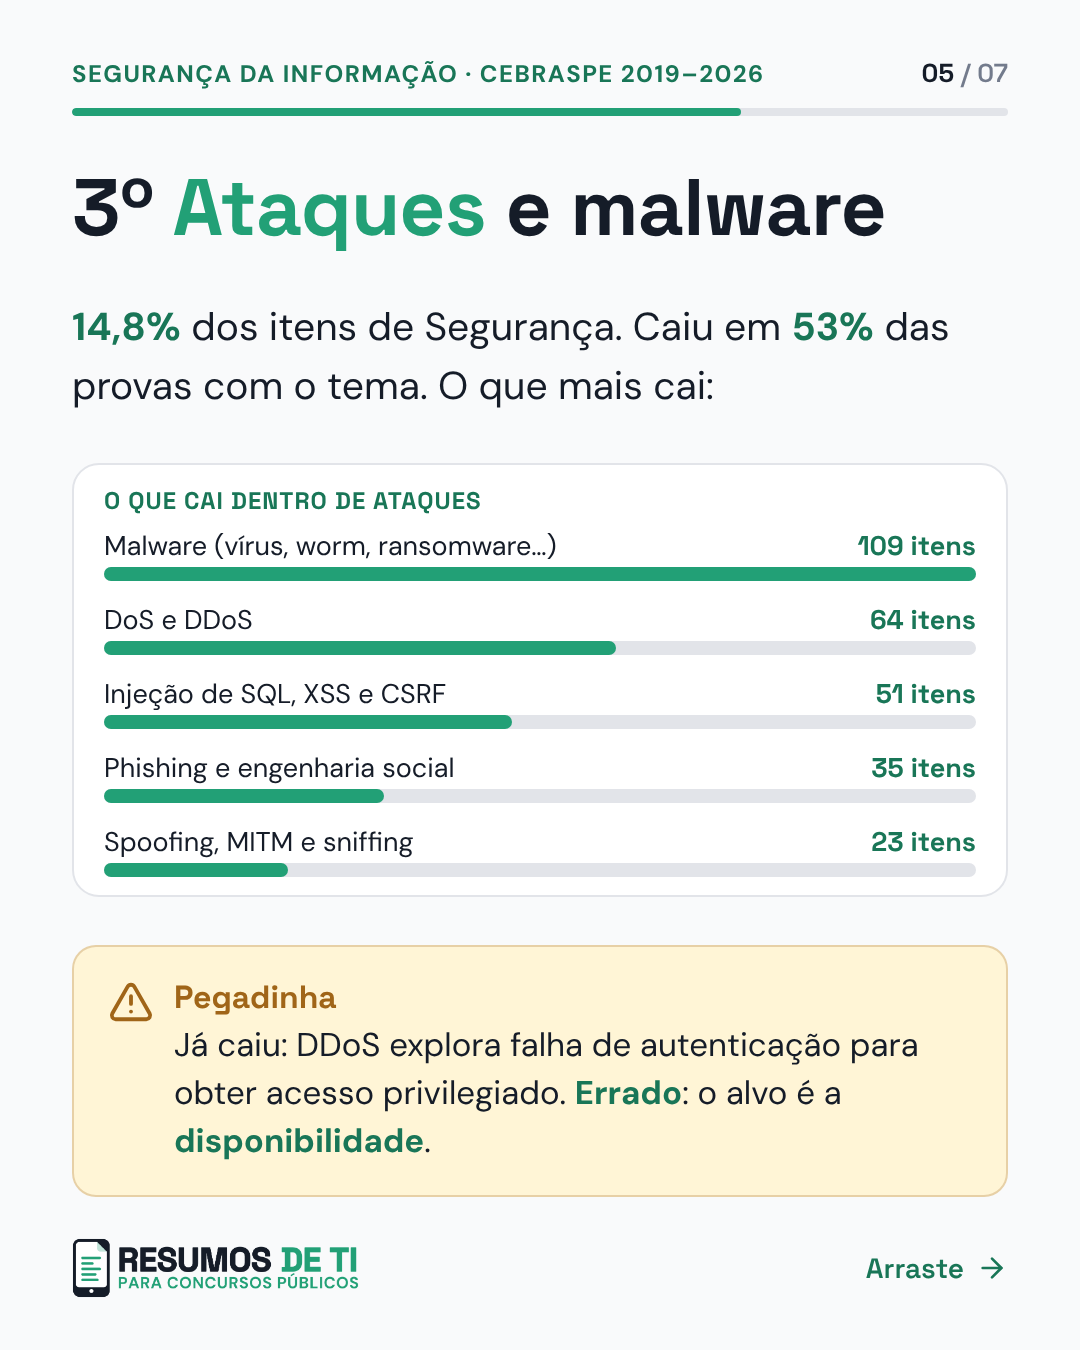 SEGURANÇA DA INFORMAÇÃO · CEBRASPE 2019–2026
05 / 07
3º Ataques e malware
14,8% dos itens de Segurança. Caiu em 53% das
provas com o tema. O que mais cai:
O QUE CAI DENTRO DE ATAQUES
Malware (vírus, worm, ransomware...) 109 itens
DoS e DDoS 64 itens
Injeção de SQL, XSS e CSRF 51 itens
Phishing e engenharia social 35 itens
Spoofing, MITM e sniffing 23 itens
Pegadinha
Já caiu: DDoS explora falha de autenticação para
obter acesso privilegiado. Errado: o alvo é a
disponibilidade.
RESUMOS DE TI
PARA CONCURSOS PÚBLICOS
Arraste →